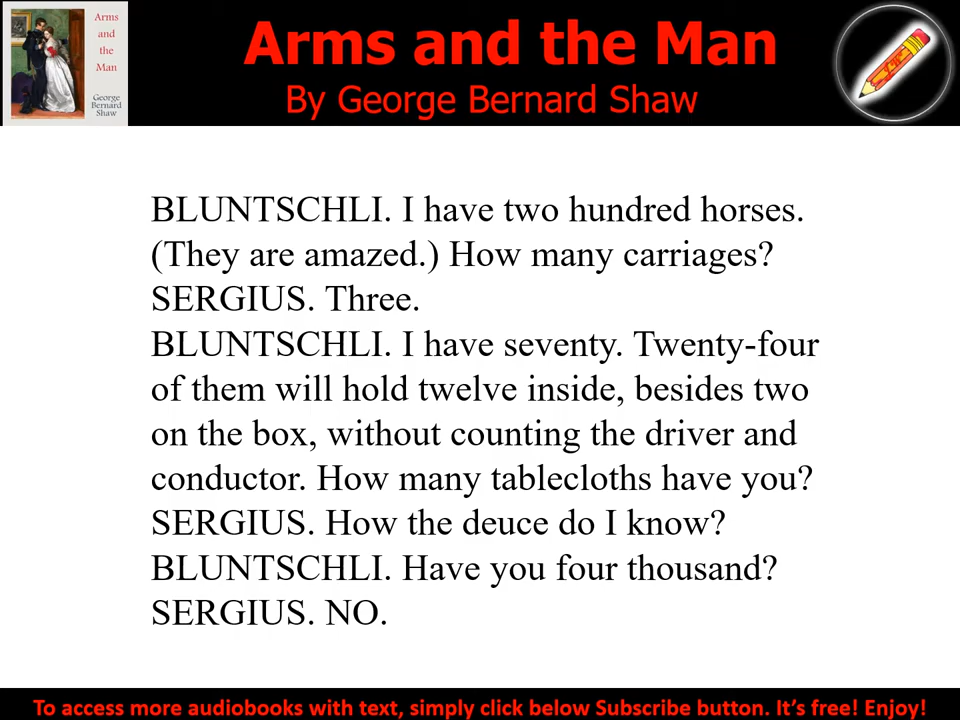 Arms
and
the
Man
George
Bernard
Shaw
Arms and the Man
By George Bernard Shaw
BLUNTSCHLI. I have two hundred horses.
(They are amazed.) How many carriages?
SERGIUS. Three.
BLUNTSCHLI. I have seventy. Twenty-four
of them will hold twelve inside, besides two
on the box, without counting the driver and
conductor. How many tablecloths have you?
SERGIUS. How the deuce do I know?
BLUNTSCHLI. Have you four thousand?
SERGIUS. NO.
To access more audiobooks with text, simply click below Subscribe button. It's free! Enjoy!